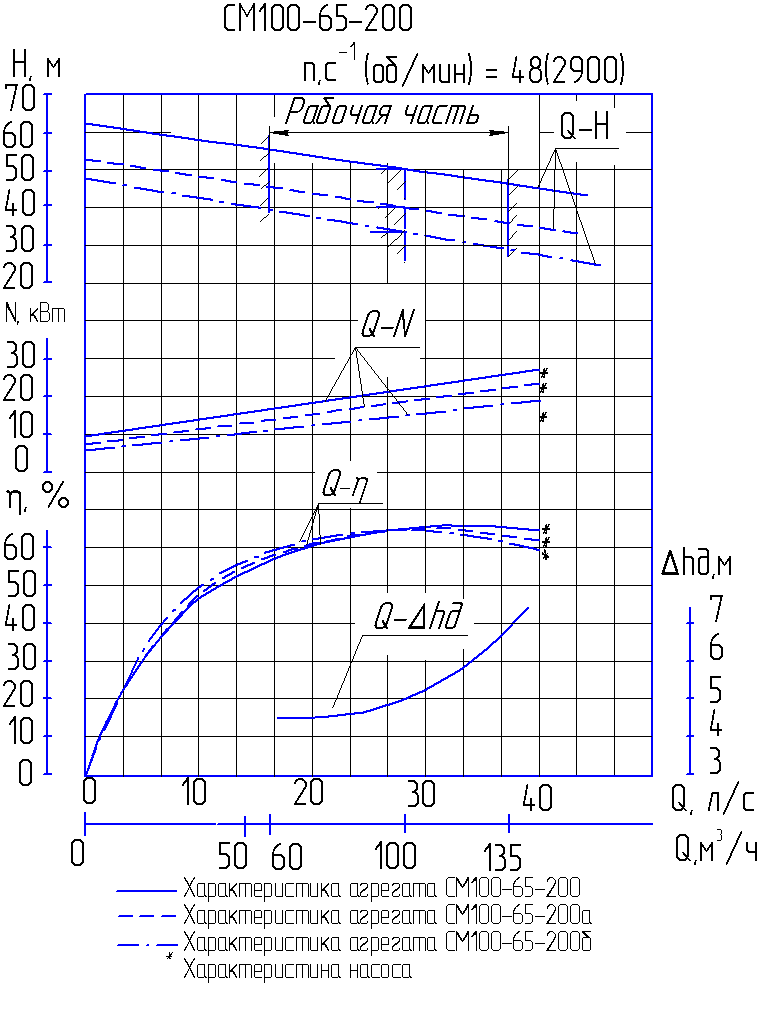 СМ100-65-200
n,с⁻¹ (об/мин) = 48(2900)
Н, м
70
60
50
40
30
20
Рабочая часть
Q-Н
N, кВт
30
20
10
0
Q-N
η, %
60
50
40
30
20
10
0
Q-η
Q-Δhд
Δhд,м
7
6
5
4
3
0 10 20 30 40 Q, л/с
0 50 60 100 135 Q,м³/ч
Характеристика агрегата СМ100-65-200
Характеристика агрегата СМ100-65-200а
Характеристика агрегата СМ100-65-200б
* Характеристина насоса